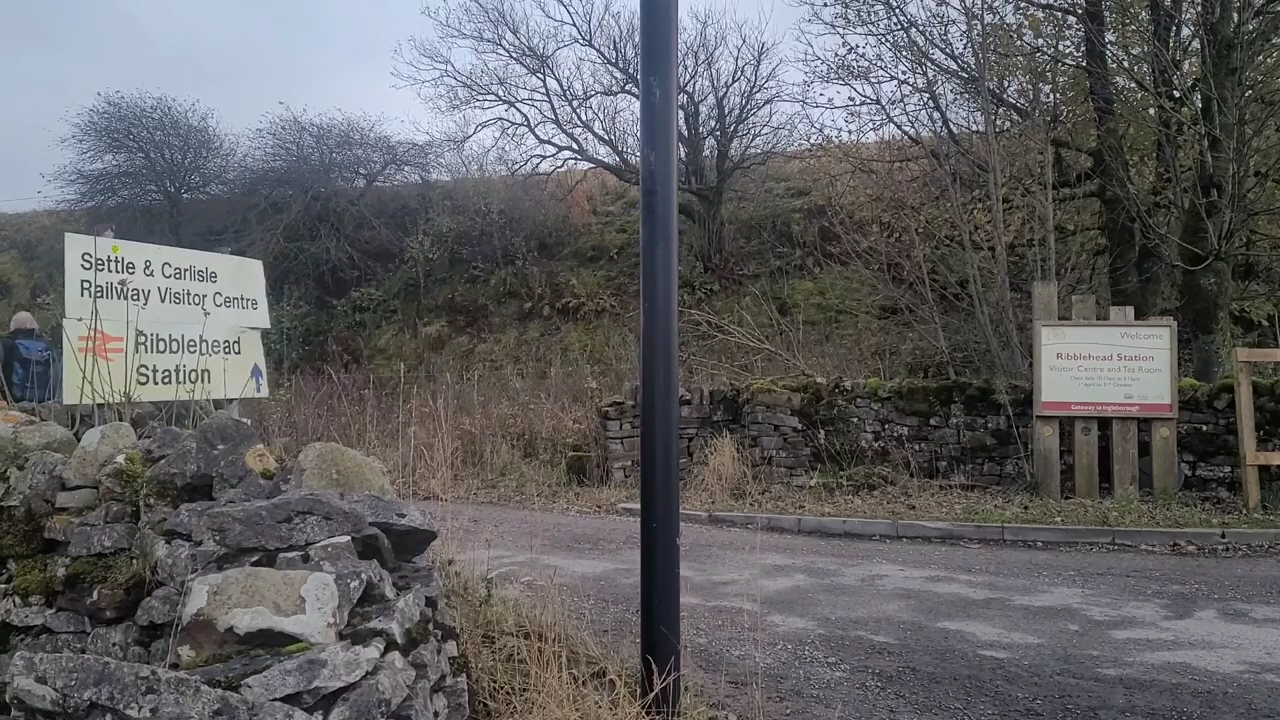 Settle & Carlisle
Railway Visitor Centre
Ribblehead
Station
Welcome
Ribblehead Station
Visitor Centre and Tea Room
Gateway to Ingleborough